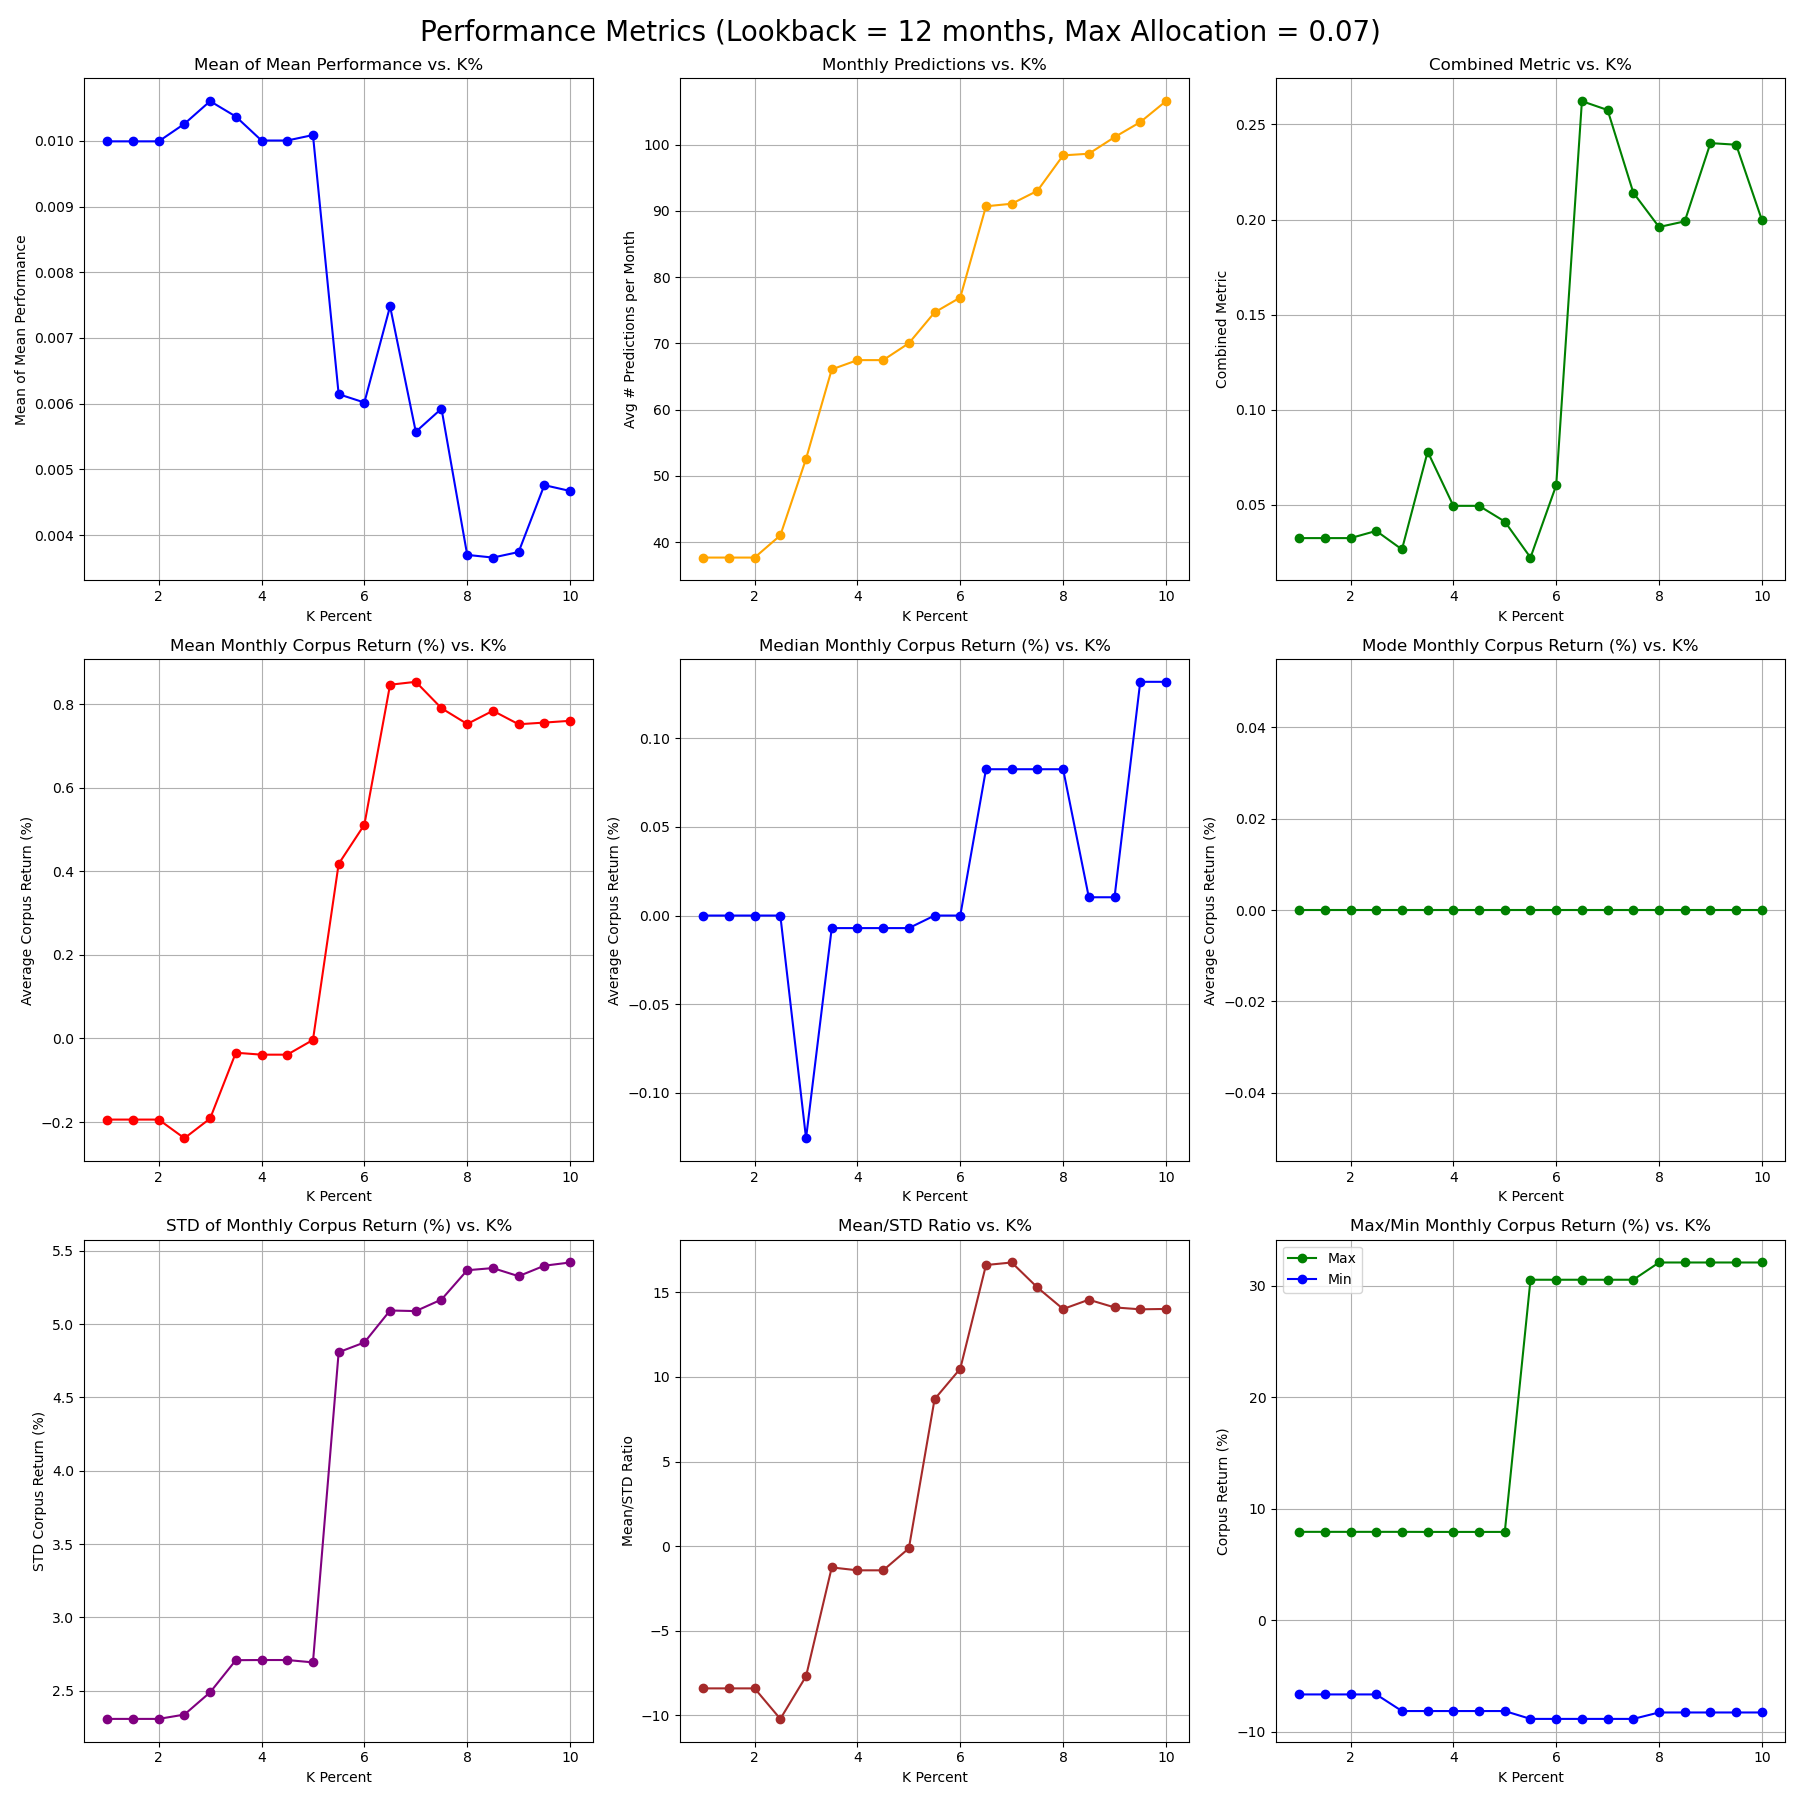 Performance Metrics (Lookback = 12 months, Max Allocation = 0.07)
Mean of Mean Performance vs. K%
Mean of Mean Performance
0.010
0.009
0.008
0.007
0.006
0.005
0.004
2 4 6 8 10
K Percent
Monthly Predictions vs. K%
Avg # Predictions per Month
100
90
80
70
60
50
40
2 4 6 8 10
K Percent
Combined Metric vs. K%
Combined Metric
0.25
0.20
0.15
0.10
0.05
2 4 6 8 10
K Percent
Mean Monthly Corpus Return (%) vs. K%
Average Corpus Return (%)
0.8
0.6
0.4
0.2
0.0
−0.2
2 4 6 8 10
K Percent
Median Monthly Corpus Return (%) vs. K%
Average Corpus Return (%)
0.10
0.05
0.00
−0.05
−0.10
2 4 6 8 10
K Percent
Mode Monthly Corpus Return (%) vs. K%
Average Corpus Return (%)
0.04
0.02
0.00
−0.02
−0.04
2 4 6 8 10
K Percent
STD of Monthly Corpus Return (%) vs. K%
STD Corpus Return (%)
5.5
5.0
4.5
4.0
3.5
3.0
2.5
2 4 6 8 10
K Percent
Mean/STD Ratio vs. K%
Mean/STD Ratio
15
10
5
0
−5
−10
2 4 6 8 10
K Percent
Max/Min Monthly Corpus Return (%) vs. K%
Max
Min
Corpus Return (%)
30
20
10
0
−10
2 4 6 8 10
K Percent